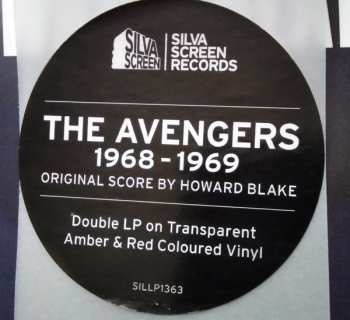 SILVA
SCREEN
SILVA
SCREEN
RECORDS
THE AVENGERS
1968 - 1969
ORIGINAL SCORE BY HOWARD BLAKE
Double LP on Transparent
Amber & Red Coloured Vinyl
SILLP1363